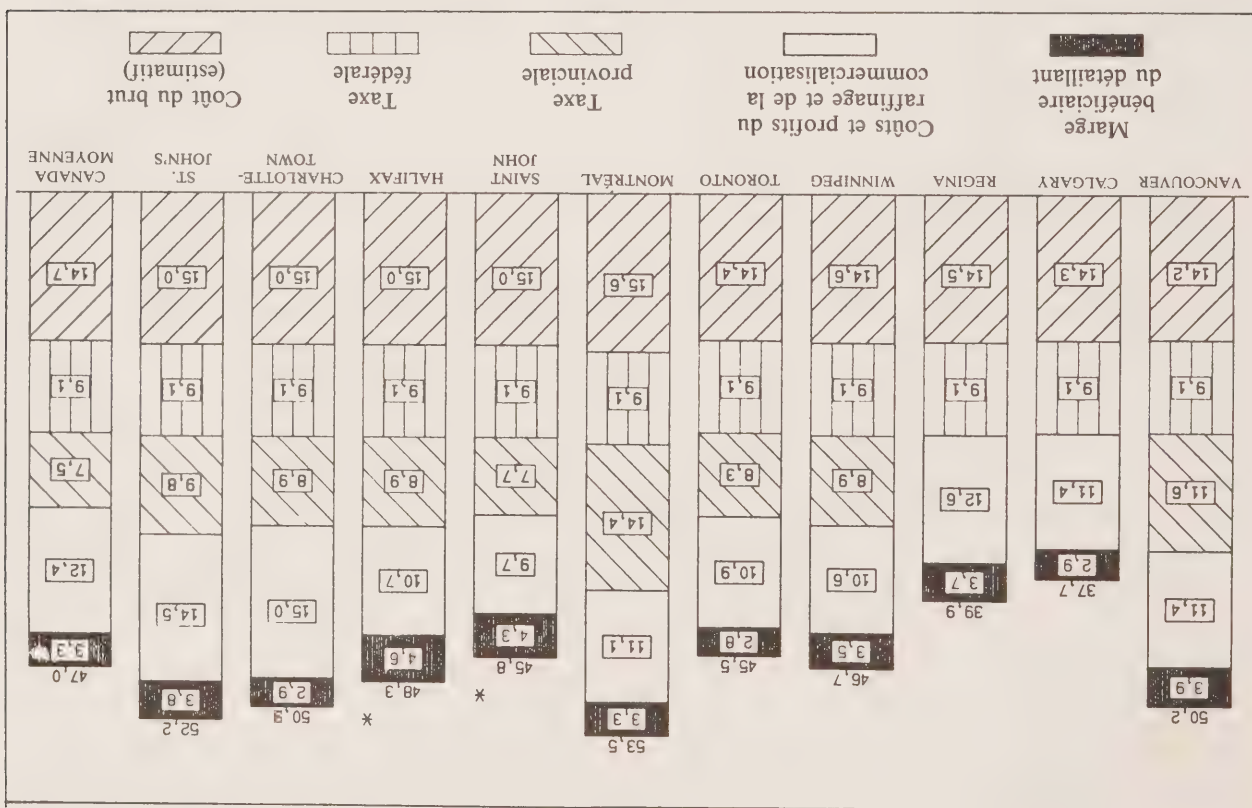 50,2
3,9
11,4
11,6
9,1
14,2
VANCOUVER
37,7
2,9
11,4
9,1
14,3
CALGARY
39,9
3,7
12,6
9,1
14,5
REGINA
46,7
3,5
10,6
8,9
9,1
14,6
WINNIPEG
45,5
2,8
10,9
8,3
9,1
14,4
TORONTO
53,5
3,3
11,1
14,4
9,1
15,6
MONTRÉAL
*
45,8
4,3
9,7
7,7
9,1
15,0
SAINT
JOHN
*
48,3
4,6
10,7
8,9
9,1
15,0
HALIFAX
50,9
2,9
15,0
8,9
9,1
15,0
CHARLOTTE-
TOWN
52,2
3,8
14,5
9,8
9,1
15,0
ST.
JOHN'S
47,0
3,3
12,4
7,5
9,1
14,7
CANADA
MOYENNE
Marge
bénéficiaire
du détaillant
Coûts et profits du
raffinage et de la
commercialisation
Taxe
provinciale
Taxe
fédérale
Coût du brut
(estimatif)